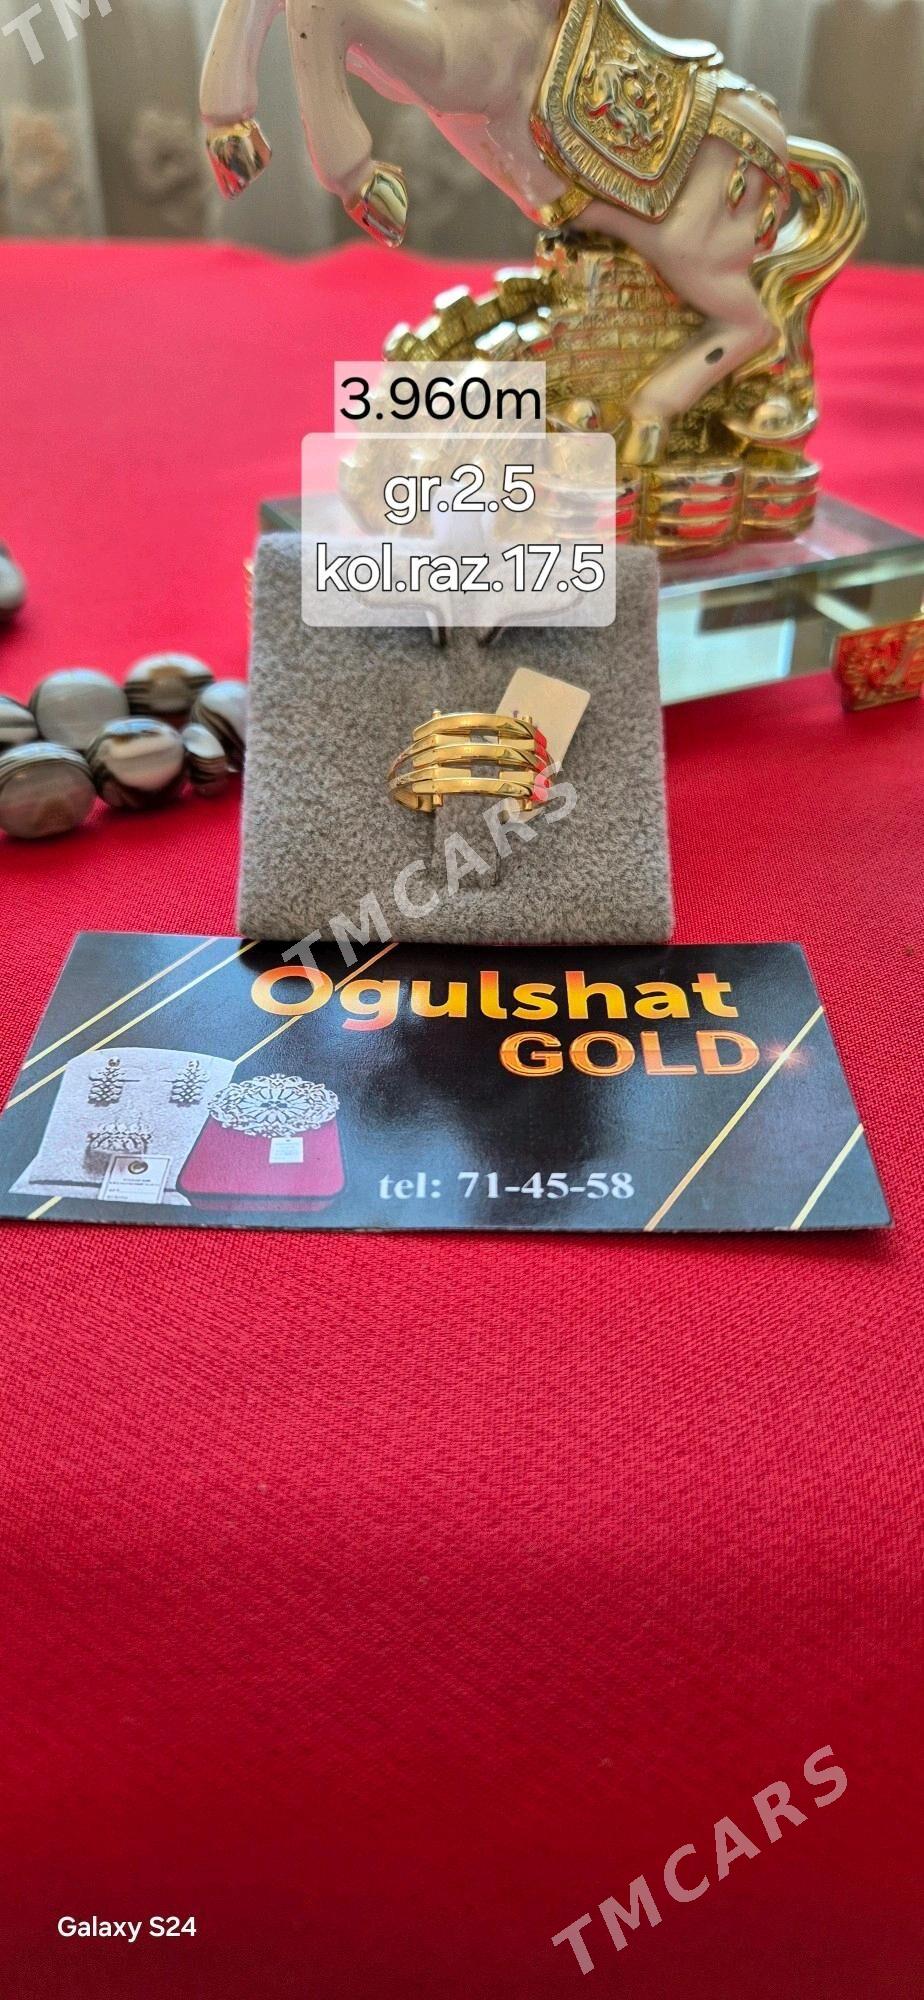 TM
3.960m
gr.2.5
kol.raz.17.5
TMCARS
Ogulshat
GOLD
tel: 71-45-58
TMCARS
Galaxy S24